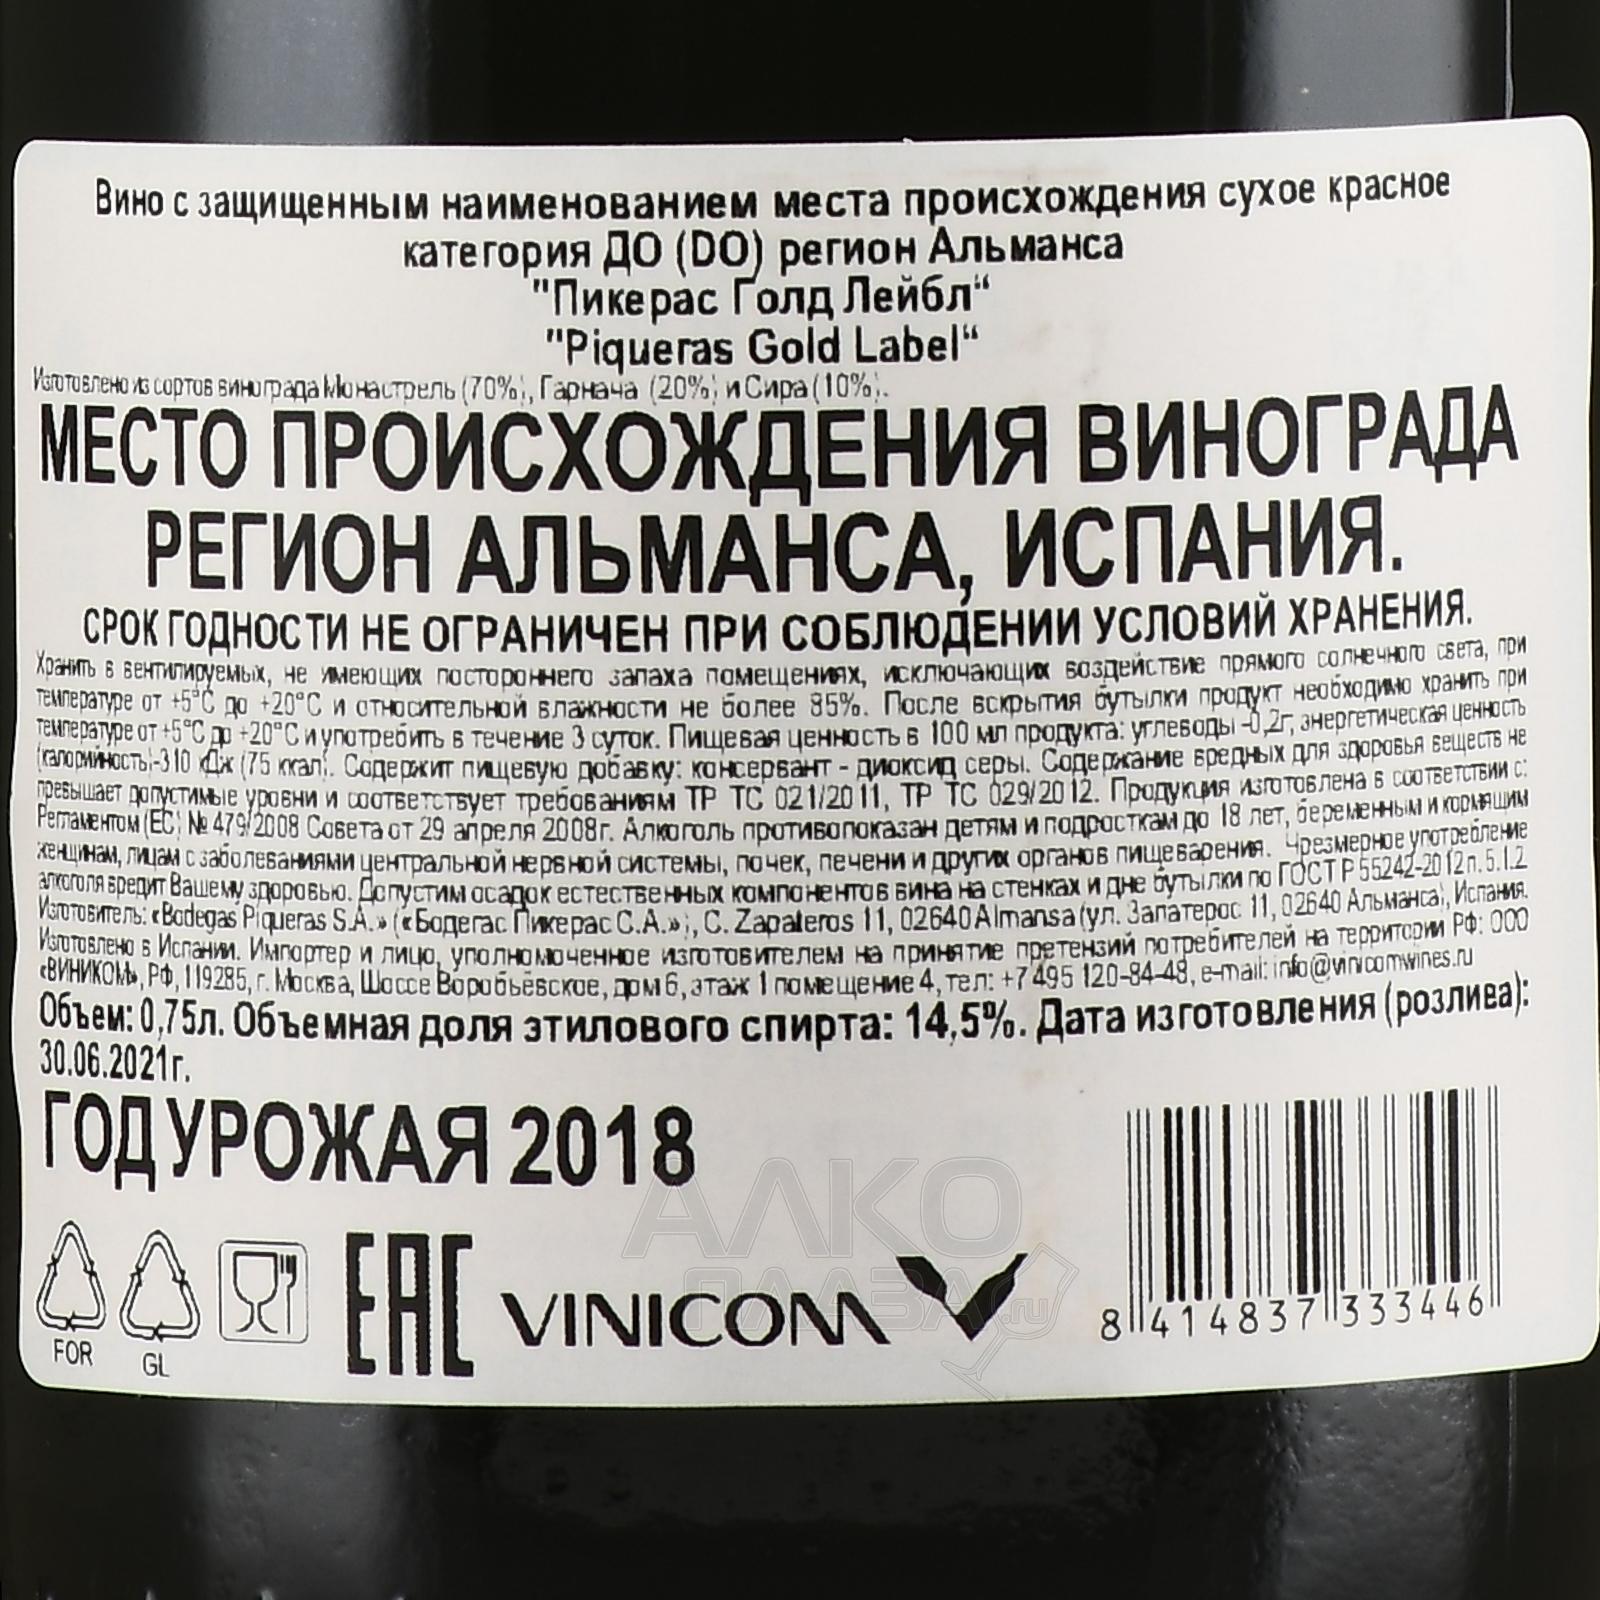 Вино с защищенным наименованием места происхождения сухое красное
категория ДО (DO) регион Альманса
"Пикерас Голд Лейбл“
"Piqueras Gold Label“
Изготовлено из сортов винограда Монастрель (70%), Гарнача (20%) и Сира (10%).
МЕСТО ПРОИСХОЖДЕНИЯ ВИНОГРАДА
РЕГИОН АЛЬМАНСА, ИСПАНИЯ.
СРОК ГОДНОСТИ НЕ ОГРАНИЧЕН ПРИ СОБЛЮДЕНИИ УСЛОВИЙ ХРАНЕНИЯ.
Хранить в вентилируемых, не имеющих постороннего запаха помещениях, исключающих воздействие прямого солнечного света, при
температуре от +5°C до +20°C и относительной влажности не более 85%. После вскрытия бутылки продукт необходимо хранить при
температуре от +5°C до +20°C и употребить в течение 3 суток. Пищевая ценность в 100 мл продукта: углеводы -0,2г, энергетическая ценность
(калорийность)-310 кДж (75 ккал). Содержит пищевую добавку: консервант - диоксид серы. Содержание вредных для здоровья веществ не
превышает допустимые уровни и соответствует требованиям ТР ТС 021/2011, ТР ТС 029/2012. Продукция изготовлена в соответствии с:
Регламентом (ЕС) № 479/2008 Совета от 29 апреля 2008г. Алкоголь противопоказан детям и подросткам до 18 лет, беременным и кормящим
женщинам, лицам с заболеваниями центральной нервной системы, почек, печени и других органов пищеварения. Чрезмерное употребление
алкоголя вредит Вашему здоровью. Допустим осадок естественных компонентов вина на стенках и дне бутылки по ГОСТ Р 55242-2012 п. 5.1.2.
Изготовитель: «Bodegas Piqueras S.A.» («Бодегас Пикерас С.А.»), C. Zapateros 11, 02640 Almansa (ул. Запатерос 11, 02640 Альманса), Испания.
Изготовлено в Испании. Импортер и лицо, уполномоченное изготовителем на принятие претензий потребителей на территории РФ: ООО
«ВИНИКОМ», РФ, 119285, г. Москва, Шоссе Воробьёвское, дом 6, этаж 1 помещение 4, тел: +7 495 120-84-48, e-mail: info@vinicomwines.ru
Объем: 0,75л. Объемная доля этилового спирта: 14,5%. Дата изготовления (розлива):
30.06.2021г.
ГОД УРОЖАЯ 2018
АЛКО
ПЛАЗА
.ru
FOR
GL
EAC
VINICOM
8 414837 333446